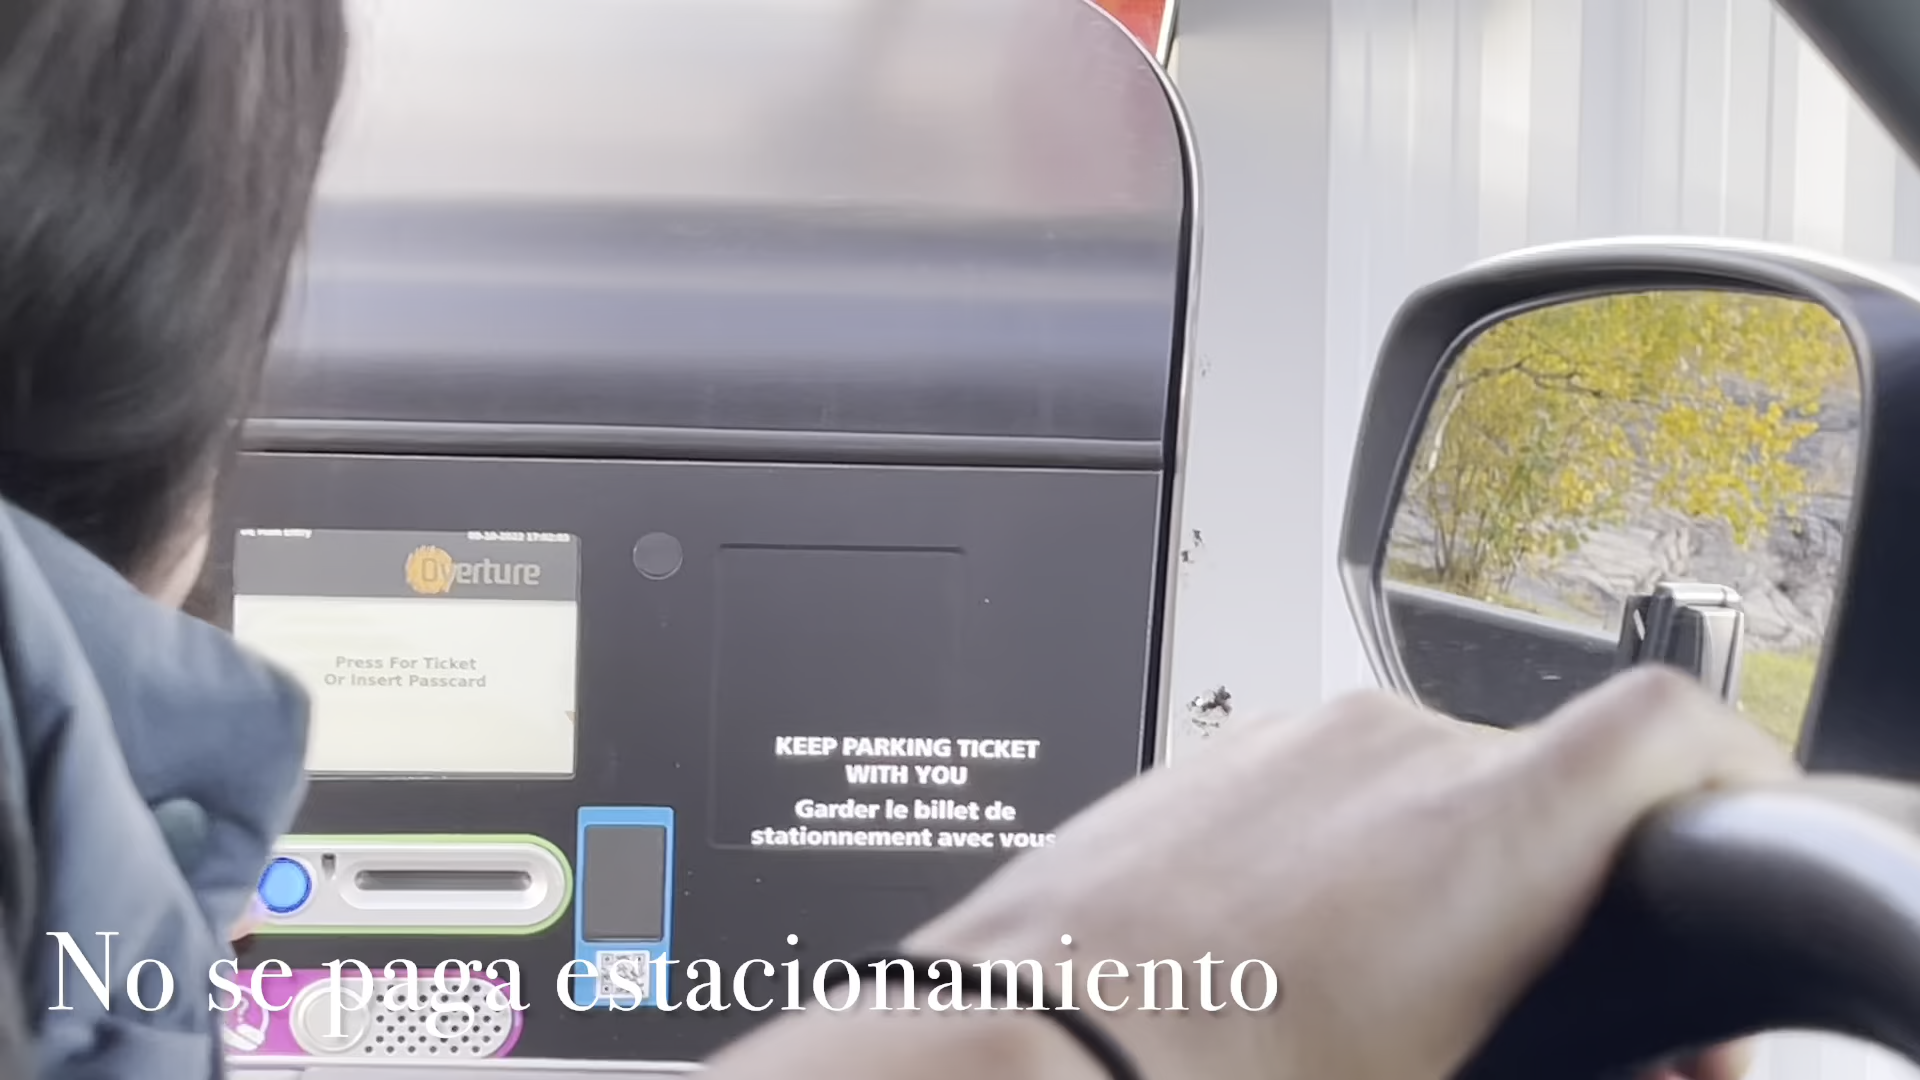 Overture
Press For Ticket
Or Insert Passcard
KEEP PARKING TICKET
WITH YOU
Garder le billet de
stationnement avec vous
No se paga estacionamiento